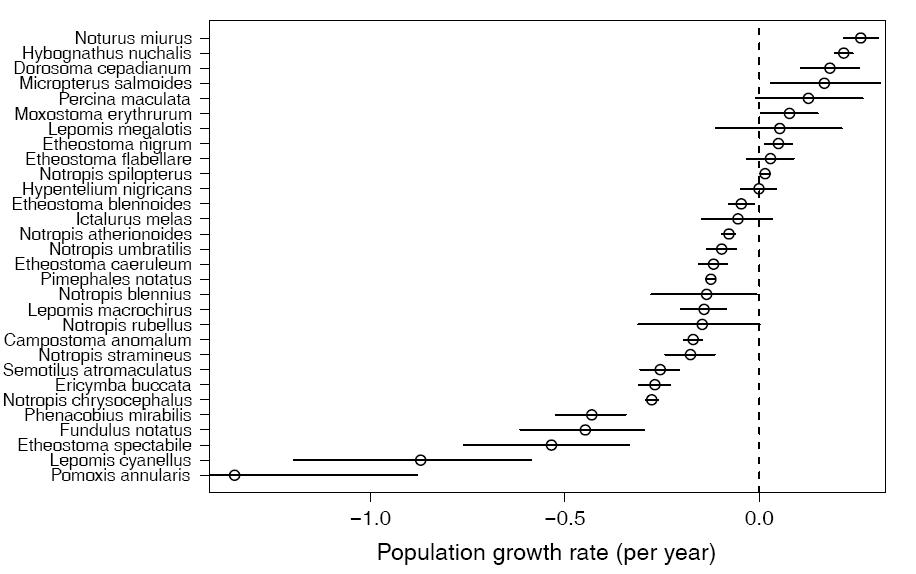 Noturus miurus
Hybognathus nuchalis
Dorosoma cepadianum
Micropterus salmoides
Percina maculata
Moxostoma erythrurum
Lepomis megalotis
Etheostoma nigrum
Etheostoma flabellare
Notropis spilopterus
Hypentelium nigricans
Etheostoma blennoides
Ictalurus melas
Notropis atherionoides
Notropis umbratilis
Etheostoma caeruleum
Pimephales notatus
Notropis blennius
Lepomis macrochirus
Notropis rubellus
Campostoma anomalum
Notropis stramineus
Semotilus atromaculatus
Ericymba buccata
Notropis chrysocephalus
Phenacobius mirabilis
Fundulus notatus
Etheostoma spectabile
Lepomis cyanellus
Pomoxis annularis
−1.0 −0.5 0.0
Population growth rate (per year)